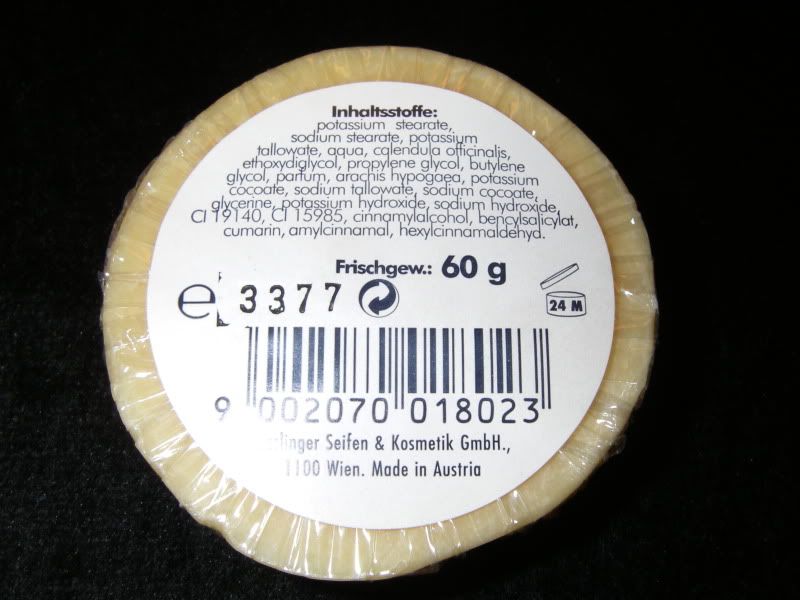 Inhaltsstoffe:
potassium stearate,
sodium stearate, potassium
tallowate, aqua, calendula officinalis,
ethoxydiglycol, propylene glycol, butylene
glycol, parfum, arachis hypogaea, potassium
cocoate, sodium tallowate, sodium cocoate,
glycerine, potassium hydroxide, sodium hydroxide,
CI 19140, CI 15985, cinnamylalcohol, bencylsalicylat,
cumarin, amylcinnamal, hexylcinnamaldehyd.
Frischgew.: 60 g
e 3377 24 M
9 002070 018023
Seifen & Kosmetik GmbH.,
1100 Wien. Made in Austria